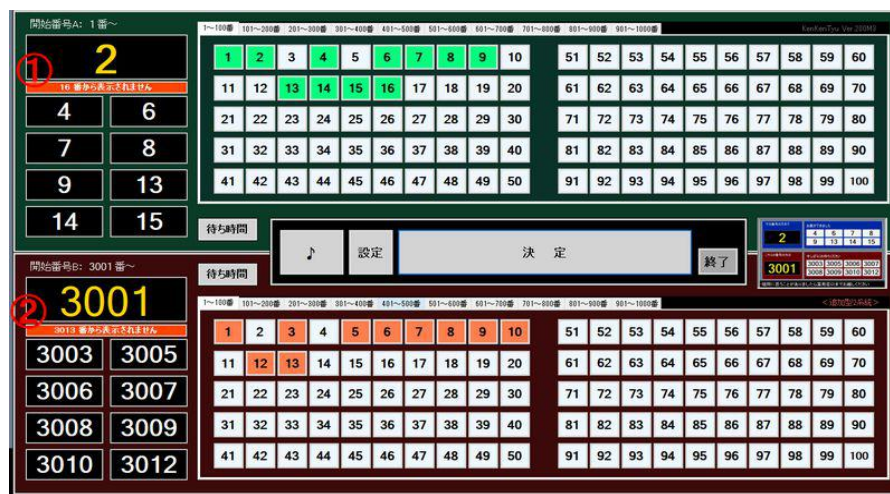 開始番号A: 1番～
①
2
16 番から表示されません
4 6
7 8
9 13
14 15
1～100番 101～200番 201～300番 301～400番 401～500番 501～600番 601～700番 701～800番 801～900番 901～1000番
KenKenTyu Ver.200M3
1 2 3 4 5 6 7 8 9 10 51 52 53 54 55 56 57 58 59 60
11 12 13 14 15 16 17 18 19 20 61 62 63 64 65 66 67 68 69 70
21 22 23 24 25 26 27 28 29 30 71 72 73 74 75 76 77 78 79 80
31 32 33 34 35 36 37 38 39 40 81 82 83 84 85 86 87 88 89 90
41 42 43 44 45 46 47 48 49 50 91 92 93 94 95 96 97 98 99 100
待ち時間
♪ 設定 決 定 終了
2
4 6 7 8
9 13 14 15
3001
3003 3005 3006 3007
3008 3009 3010 3012
待ち時間
開始番号B: 3001番～
②
3001
3013 番から表示されません
3003 3005
3006 3007
3008 3009
3010 3012
1～100番 101～200番 201～300番 301～400番 401～500番 501～600番 601～700番 701～800番 801～900番 901～1000番
<追加型2系統>
1 2 3 4 5 6 7 8 9 10 51 52 53 54 55 56 57 58 59 60
11 12 13 14 15 16 17 18 19 20 61 62 63 64 65 66 67 68 69 70
21 22 23 24 25 26 27 28 29 30 71 72 73 74 75 76 77 78 79 80
31 32 33 34 35 36 37 38 39 40 81 82 83 84 85 86 87 88 89 90
41 42 43 44 45 46 47 48 49 50 91 92 93 94 95 96 97 98 99 100